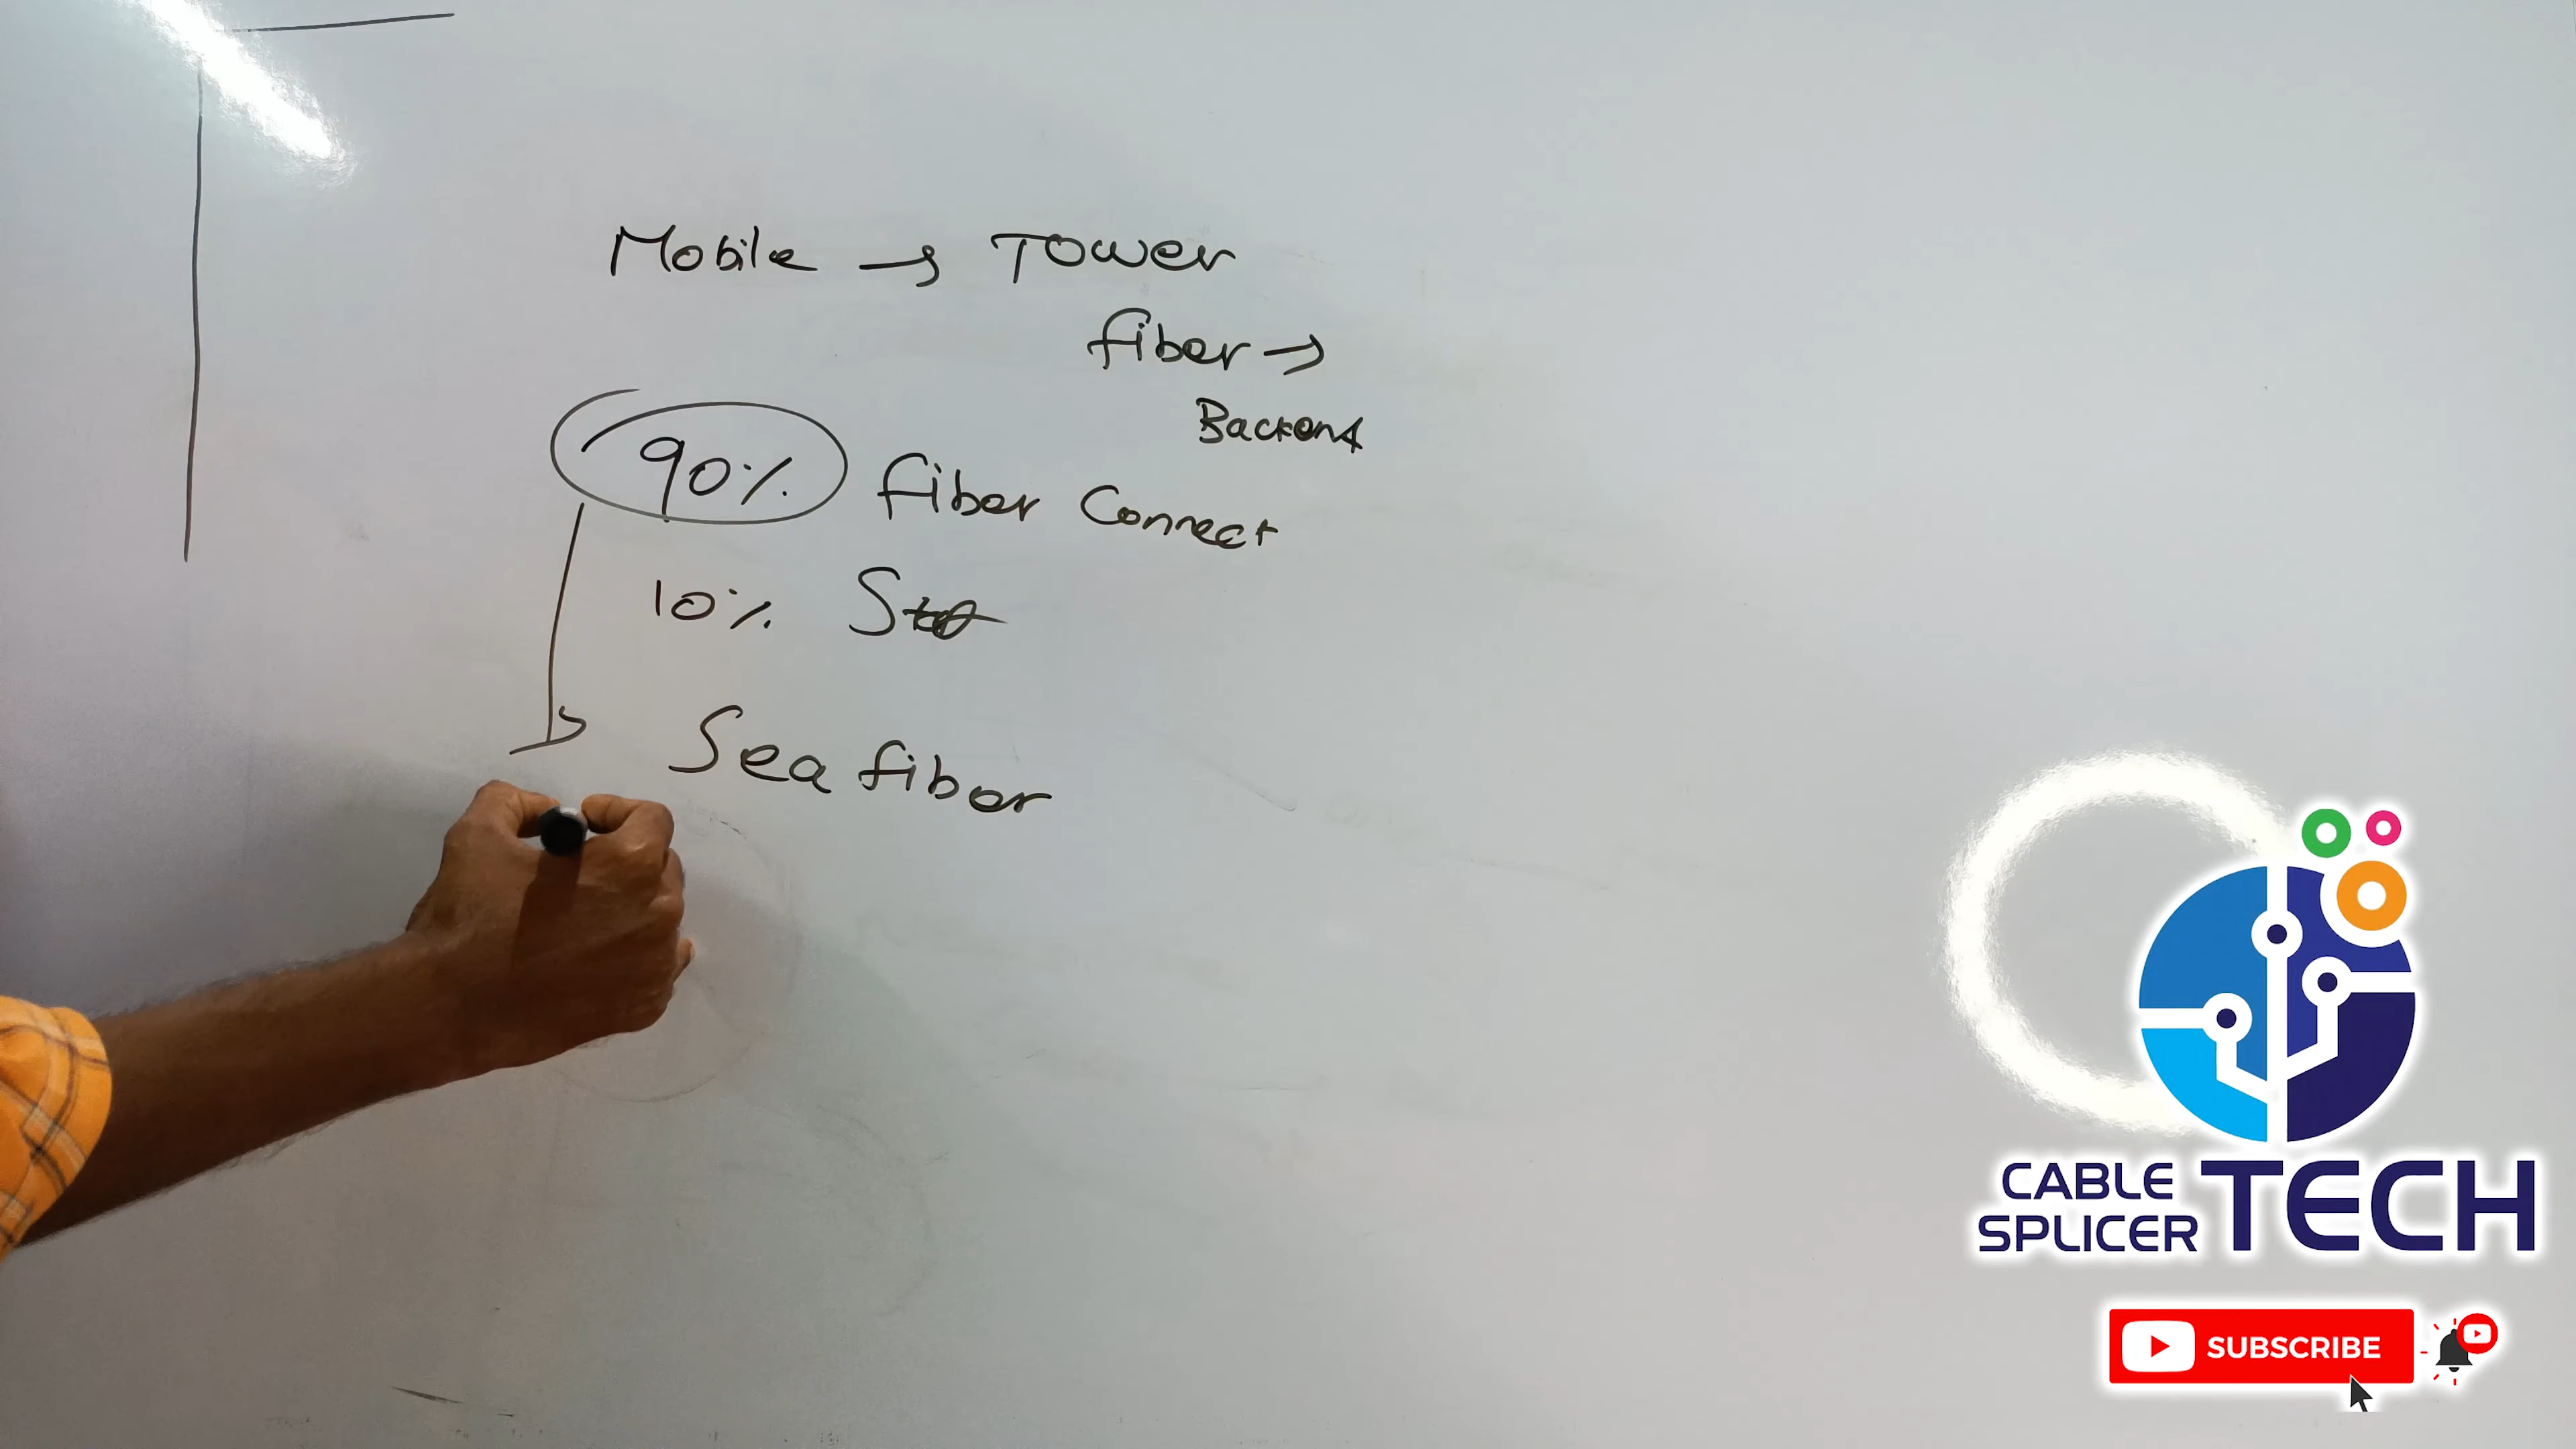 Mobile → Tower
fiber →
Backend
90% fiber Connect
10%
Sea fiber
CABLE SPLICER TECH
SUBSCRIBE